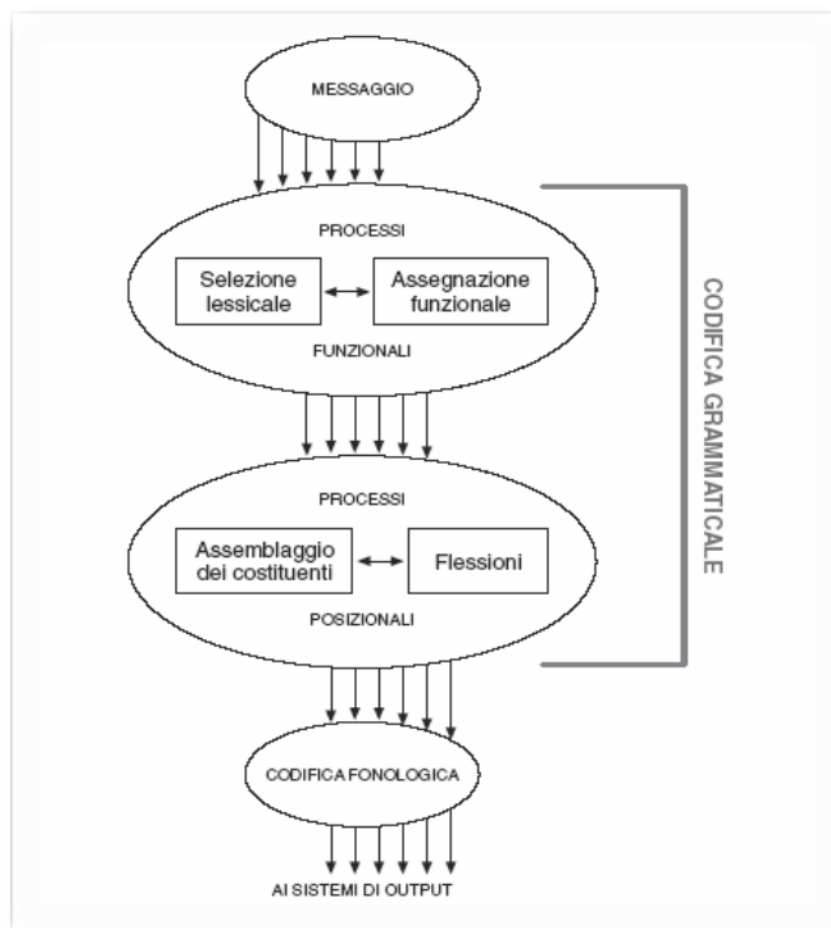 MESSAGGIO
PROCESSI
Selezione
lessicale
Assegnazione
funzionale
FUNZIONALI
PROCESSI
Assemblaggio
dei costituenti
Flessioni
POSIZIONALI
CODIFICA GRAMMATICALE
CODIFICA FONOLOGICA
AI SISTEMI DI OUTPUT